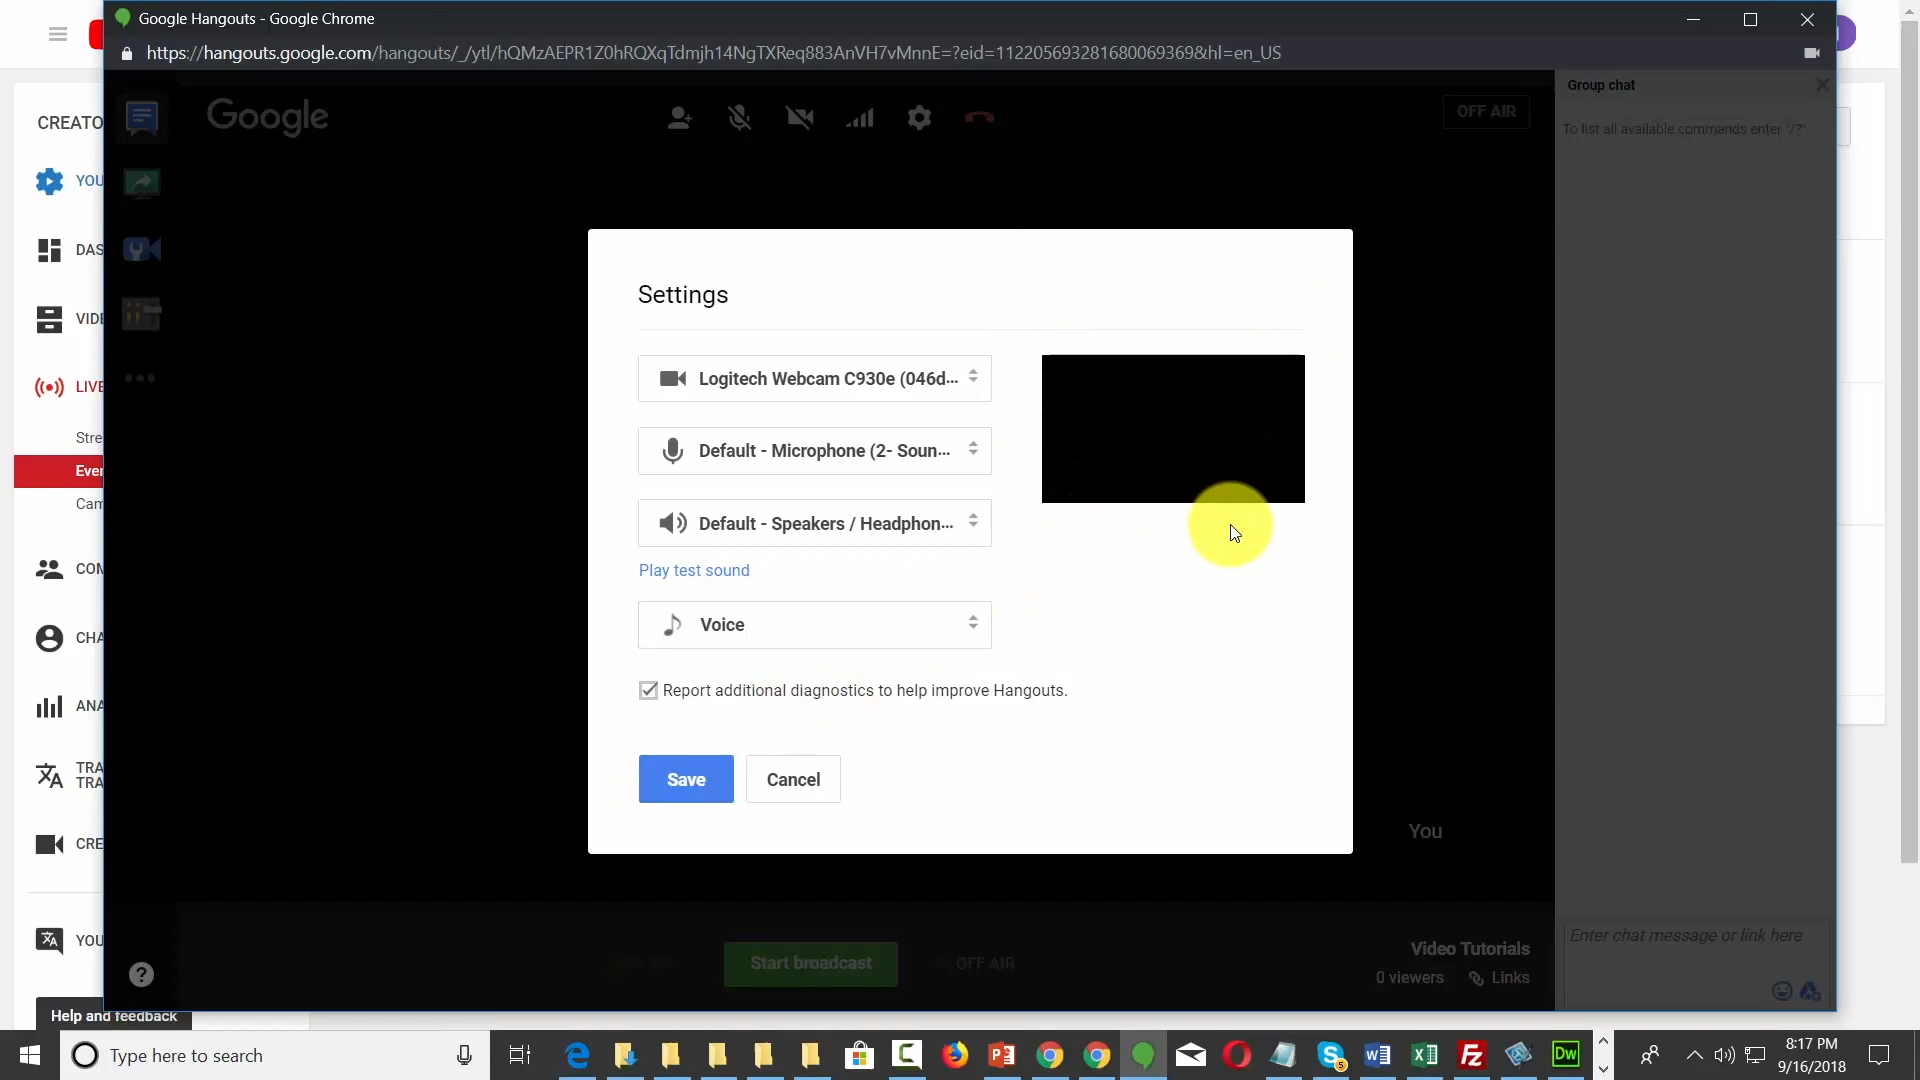 Google Hangouts - Google Chrome
https://hangouts.google.com/hangouts/_/ytl/hQMzAEPR1Z0hRQXqTdmjh14NgTXReq883AnVH7vMnnE=?eid=112205693281680069369&hl=en_US
Google
OFF AIR
Group chat
To list all available commands enter "/?"
CREATO
YOU
DAS
VIDE
LIVE
Stre
Even
Cam
COM
CHA
ANA
TRA
TRA
CRE
YOU
Help and feedback
Settings
Logitech Webcam C930e (046d...
Default - Microphone (2- Soun...
Default - Speakers / Headphon...
Play test sound
Voice
Report additional diagnostics to help improve Hangouts.
Save
Cancel
You
Start broadcast
OFF AIR
Video Tutorials
0 viewers
Links
Enter chat message or link here
Type here to search
5
Dw
8:17 PM
9/16/2018